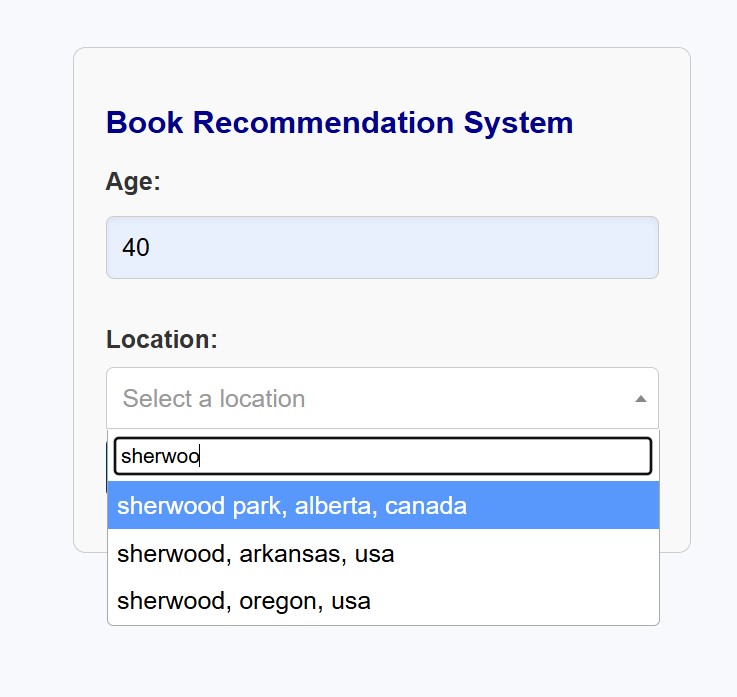 Book Recommendation System
Age:
40
Location:
Select a location
sherwoo
sherwood park, alberta, canada
sherwood, arkansas, usa
sherwood, oregon, usa